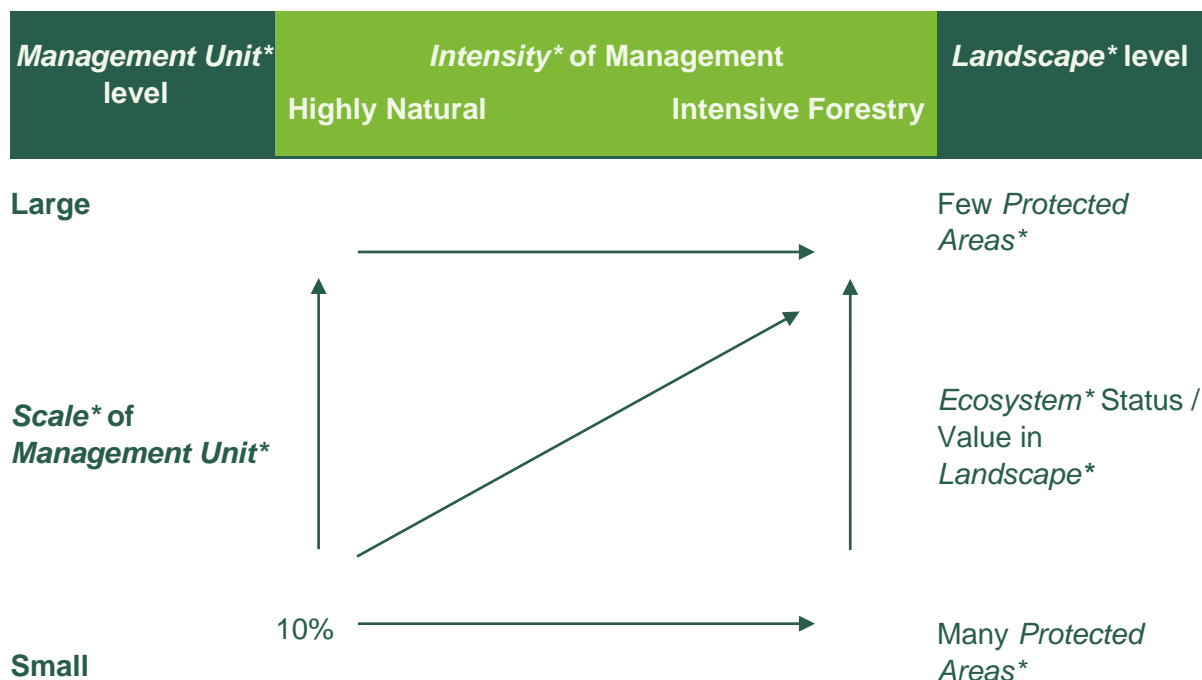 Management Unit*
level
Intensity* of Management
Highly Natural
Intensive Forestry
Landscape* level
Large
Few Protected
Areas*
Scale* of
Management Unit*
Ecosystem* Status /
Value in
Landscape*
10%
Small
Many Protected
Areas*